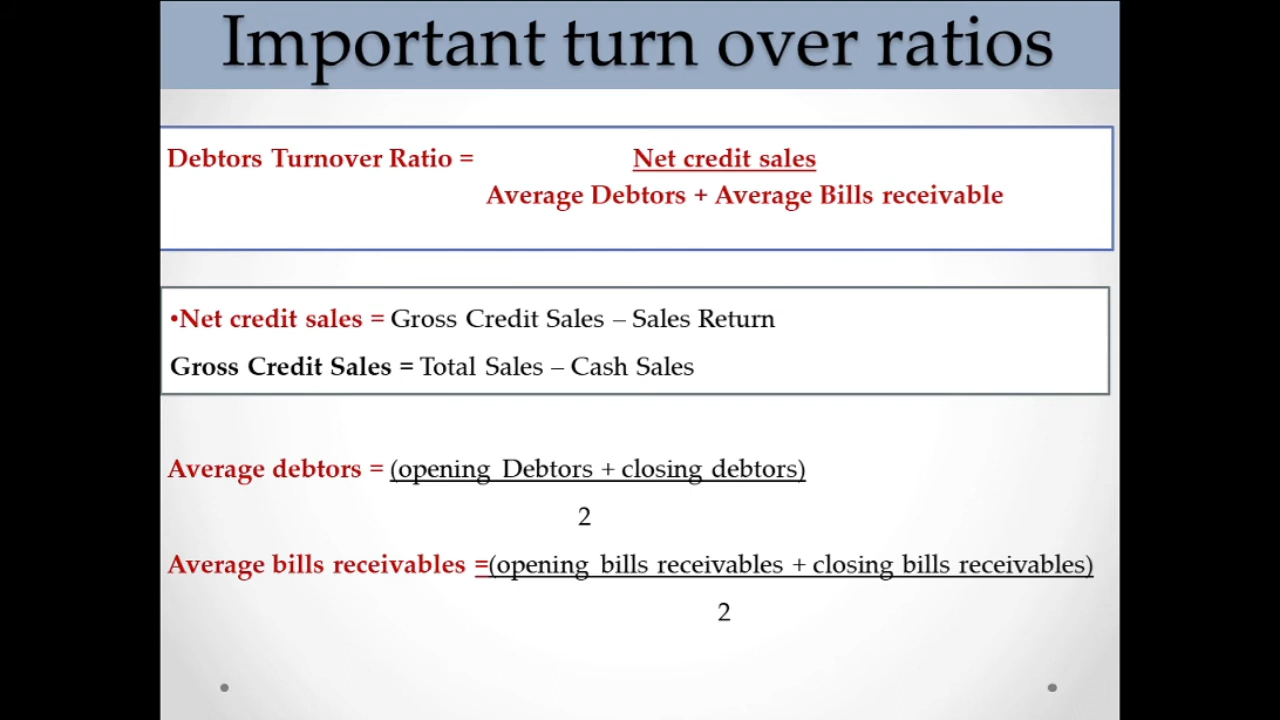 Important turn over ratios
Debtors Turnover Ratio = Net credit sales
Average Debtors + Average Bills receivable
•Net credit sales = Gross Credit Sales – Sales Return
Gross Credit Sales = Total Sales – Cash Sales
Average debtors = (opening Debtors + closing debtors)
2
Average bills receivables =(opening bills receivables + closing bills receivables)
2